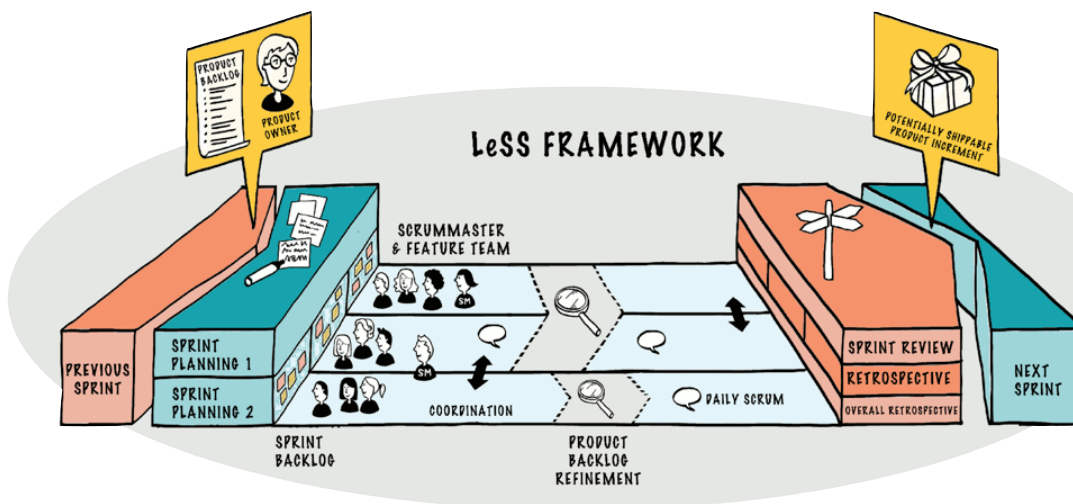 PRODUCT
BACKLOG
PRODUCT
OWNER
LeSS FRAMEWORK
POTENTIALLY SHIPPABLE
PRODUCT INCREMENT
SCRUMMASTER
& FEATURE TEAM
SM
SM
PREVIOUS
SPRINT
SPRINT
PLANNING 1
SPRINT
PLANNING 2
COORDINATION
DAILY SCRUM
SPRINT REVIEW
RETROSPECTIVE
OVERALL RETROSPECTIVE
NEXT
SPRINT
SPRINT
BACKLOG
PRODUCT
BACKLOG
REFINEMENT